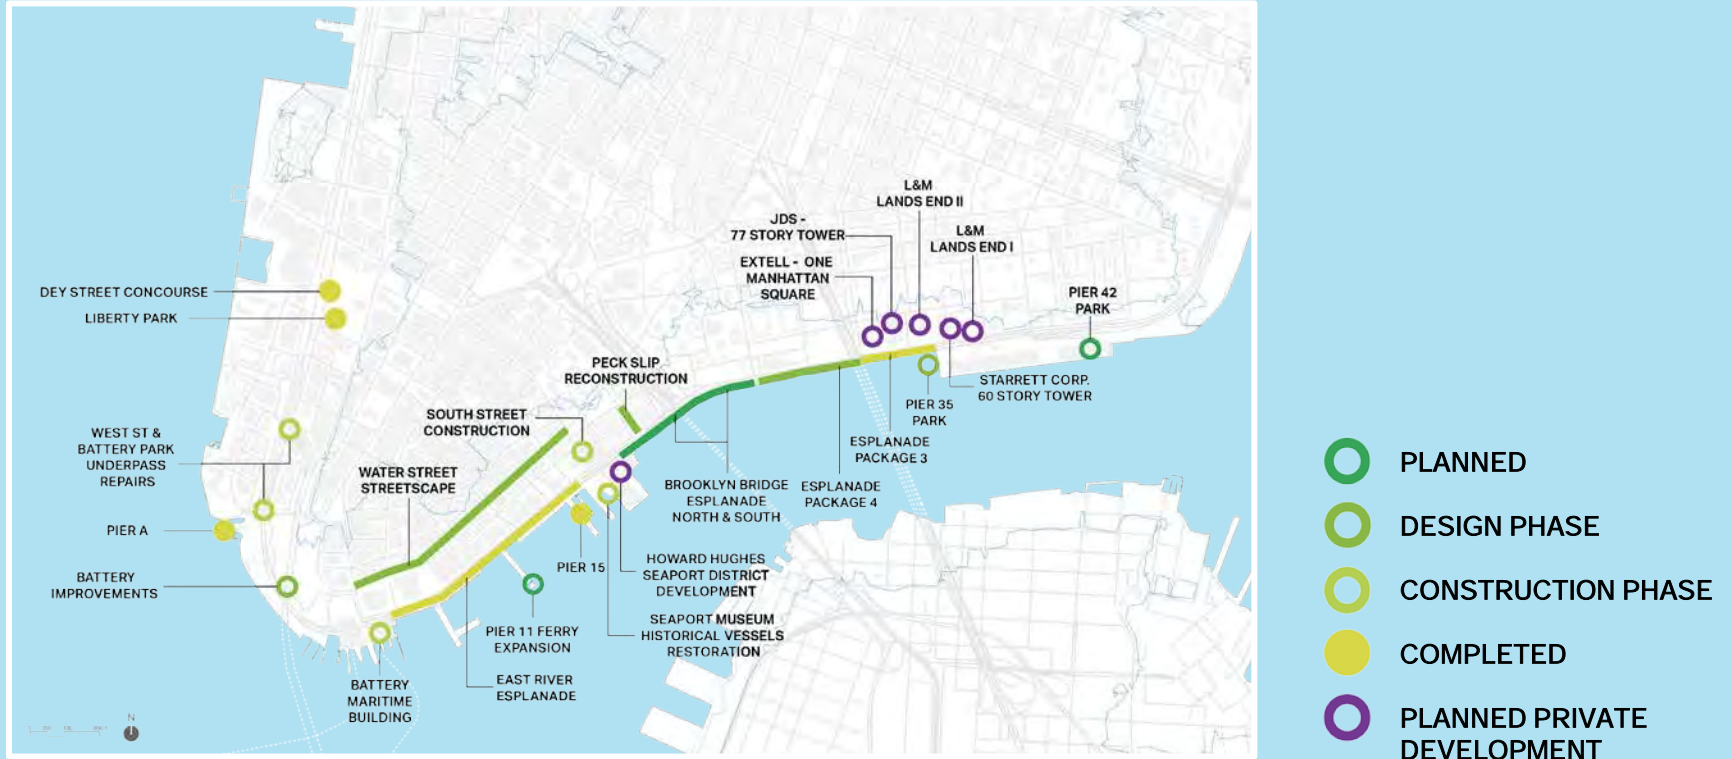 L&M
LANDS END II
JDS -
77 STORY TOWER
L&M
LANDS END I
EXTELL - ONE
MANHATTAN
SQUARE
PIER 42
PARK
DEY STREET CONCOURSE
LIBERTY PARK
PECK SLIP
RECONSTRUCTION
STARRETT CORP.
60 STORY TOWER
PIER 35
PARK
SOUTH STREET
CONSTRUCTION
WEST ST &
BATTERY PARK
UNDERPASS
REPAIRS
ESPLANADE
PACKAGE 3
WATER STREET
STREETSCAPE
BROOKLYN BRIDGE
ESPLANADE
NORTH & SOUTH
ESPLANADE
PACKAGE 4
PIER A
PIER 15
HOWARD HUGHES
SEAPORT DISTRICT
DEVELOPMENT
BATTERY
IMPROVEMENTS
SEAPORT MUSEUM
HISTORICAL VESSELS
RESTORATION
PIER 11 FERRY
EXPANSION
EAST RIVER
ESPLANADE
BATTERY
MARITIME
BUILDING
N
PLANNED
DESIGN PHASE
CONSTRUCTION PHASE
COMPLETED
PLANNED PRIVATE
DEVELOPMENT